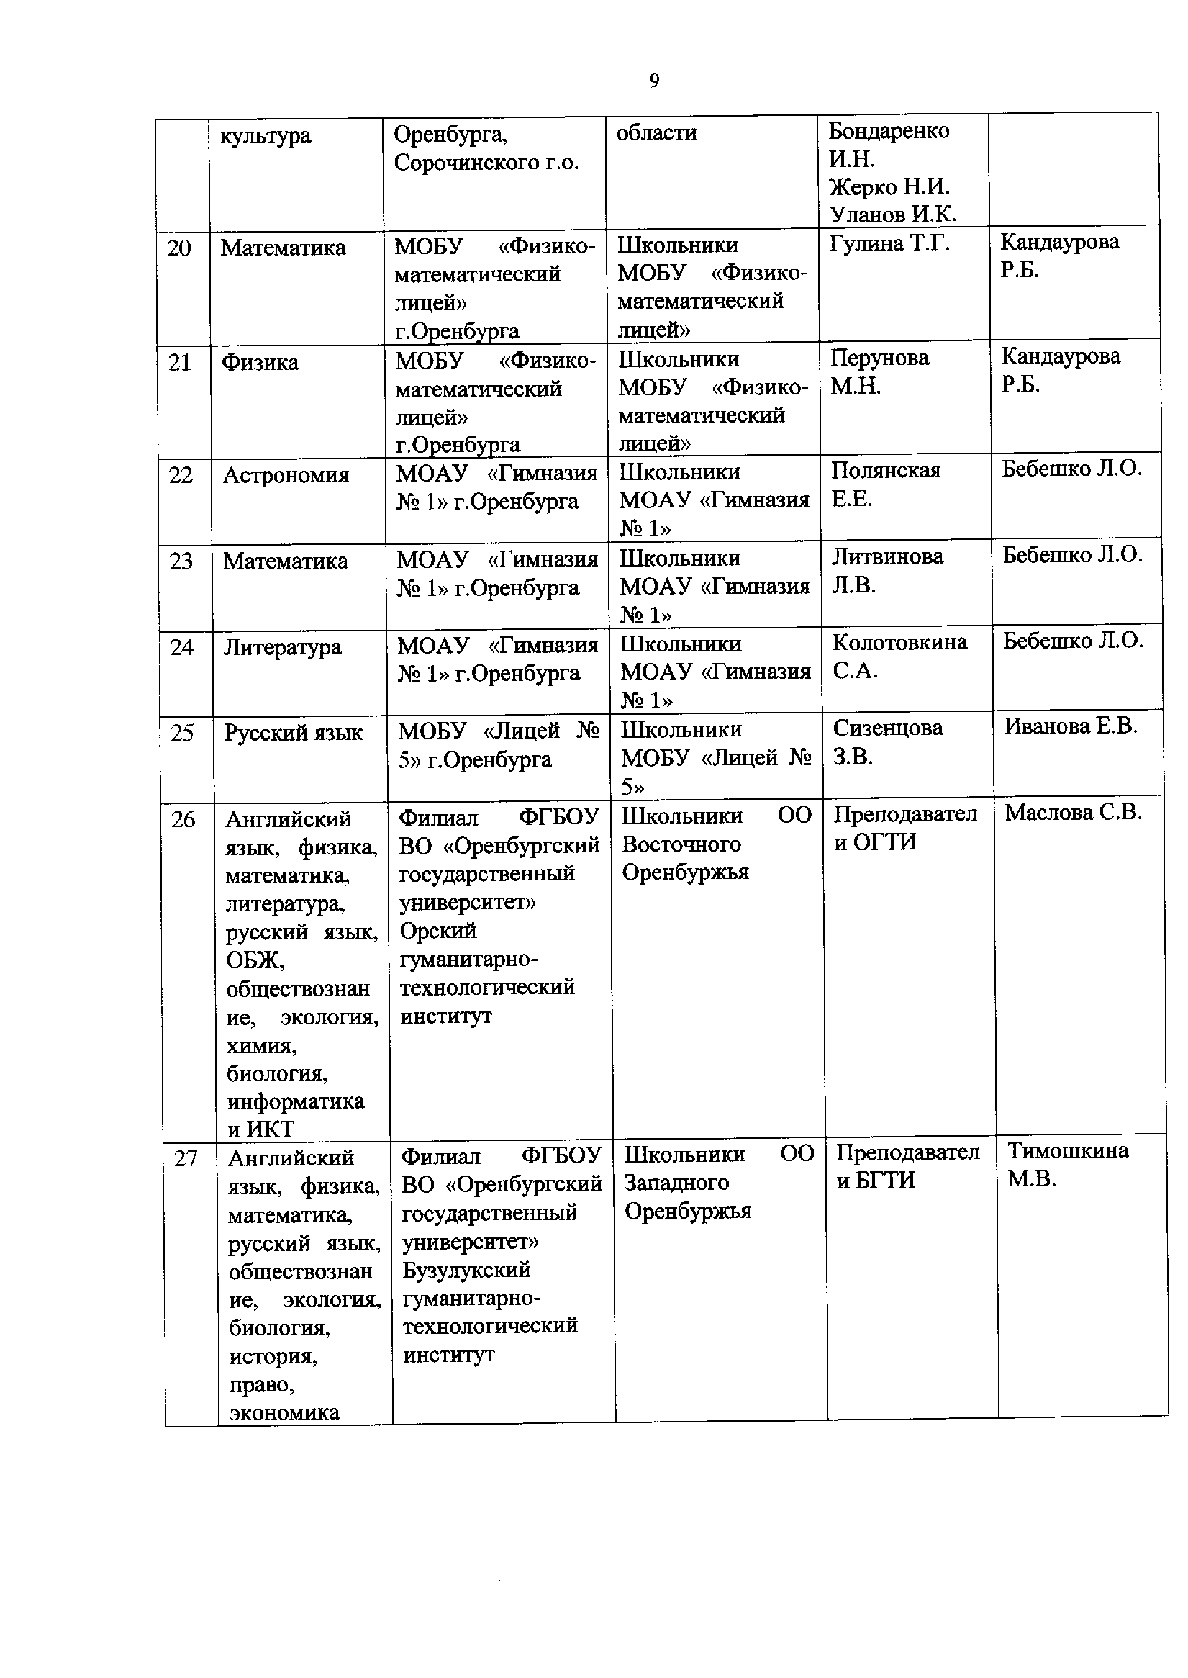 9
культура
Оренбурга,
Сорочинского г.о.
области
Бондаренко
И.Н.
Жерко Н.И.
Уланов И.К.
20
Математика
МОБУ «Физико-
математический
лицей»
г.Оренбурга
Школьники
МОБУ «Физико-
математический
лицей»
Гулина Т.Г.
Кандаурова
Р.Б.
21
Физика
МОБУ «Физико-
математический
лицей»
г.Оренбурга
Школьники
МОБУ «Физико-
математический
лицей»
Перунова
М.Н.
Кандаурова
Р.Б.
22
Астрономия
МОАУ «Гимназия
№ 1» г.Оренбурга
Школьники
МОАУ «Гимназия
№ 1»
Полянская
Е.Е.
Бебешко Л.О.
23
Математика
МОАУ «Гимназия
№ 1» г.Оренбурга
Школьники
МОАУ «Гимназия
№ 1»
Литвинова
Л.В.
Бебешко Л.О.
24
Литература
МОАУ «Гимназия
№ 1» г.Оренбурга
Школьники
МОАУ «Гимназия
№ 1»
Колотовкина
С.А.
Бебешко Л.О.
25
Русский язык
МОБУ «Лицей №
5» г.Оренбурга
Школьники
МОБУ «Лицей №
5»
Сизенцова
З.В.
Иванова Е.В.
26
Английский
язык, физика,
математика,
литература,
русский язык,
ОБЖ,
обществознан
ие, экология,
химия,
биология,
информатика
и ИКТ
Филиал ФГБОУ
ВО «Оренбургский
государственный
университет»
Орский
гуманитарно-
технологический
институт
Школьники ОО
Восточного
Оренбуржья
Преподавател
и ОГТИ
Маслова С.В.
27
Английский
язык, физика,
математика,
русский язык,
обществознан
ие, экология,
биология,
история,
право,
экономика
Филиал ФГБОУ
ВО «Оренбургский
государственный
университет»
Бузулукский
гуманитарно-
технологический
институт
Школьники ОО
Западного
Оренбуржья
Преподавател
и БГТИ
Тимошкина
М.В.